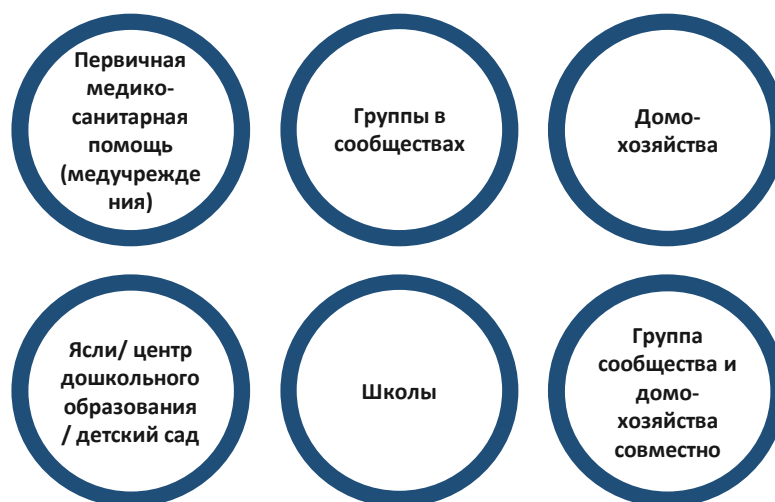 Первичная
медико-
санитарная
помощь
(медучрежде
ния)
Группы в
сообществах
Домо-
хозяйства
Ясли/ центр
дошкольного
образования
/ детский сад
Школы
Группа
сообщества и
домо-
хозяйства
совместно